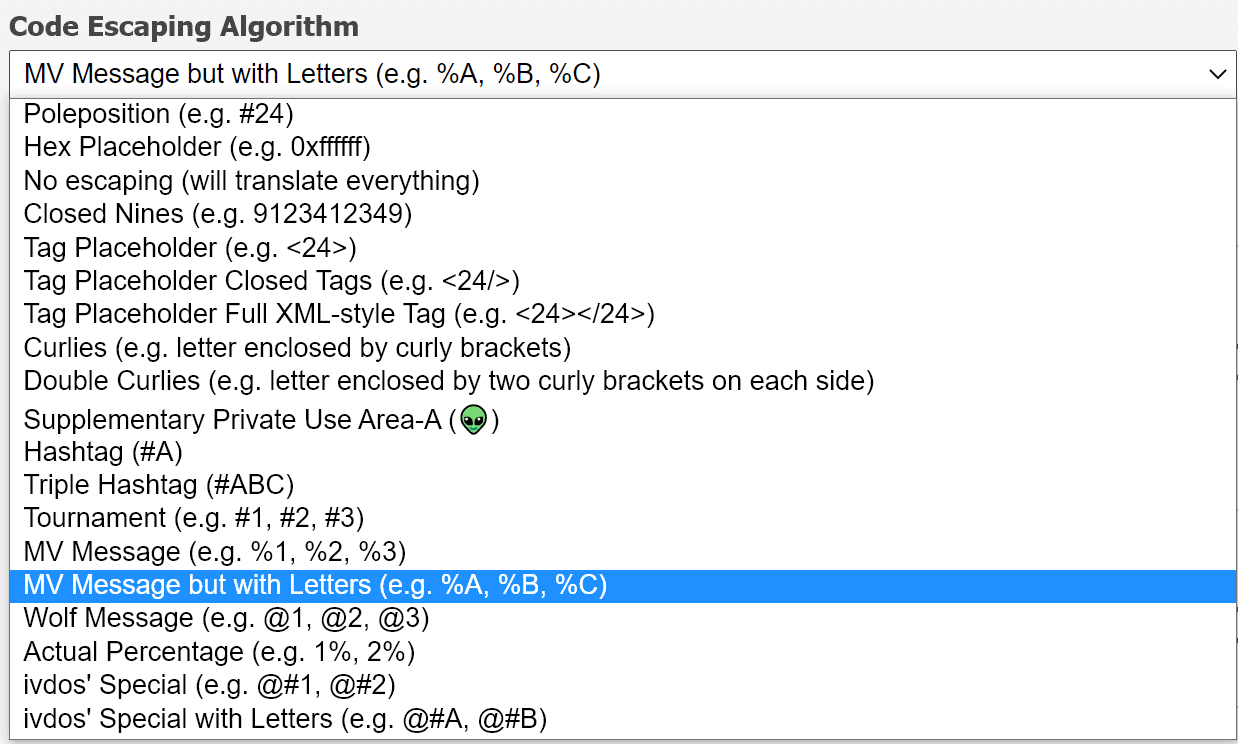 Code Escaping Algorithm
MV Message but with Letters (e.g. %A, %B, %C)
Poleposition (e.g. #24)
Hex Placeholder (e.g. 0xffffff)
No escaping (will translate everything)
Closed Nines (e.g. 9123412349)
Tag Placeholder (e.g. <24>)
Tag Placeholder Closed Tags (e.g. <24/>)
Tag Placeholder Full XML-style Tag (e.g. <24></24>)
Curlies (e.g. letter enclosed by curly brackets)
Double Curlies (e.g. letter enclosed by two curly brackets on each side)
Supplementary Private Use Area-A (👽)
Hashtag (#A)
Triple Hashtag (#ABC)
Tournament (e.g. #1, #2, #3)
MV Message (e.g. %1, %2, %3)
MV Message but with Letters (e.g. %A, %B, %C)
Wolf Message (e.g. @1, @2, @3)
Actual Percentage (e.g. 1%, 2%)
ivdos' Special (e.g. @#1, @#2)
ivdos' Special with Letters (e.g. @#A, @#B)